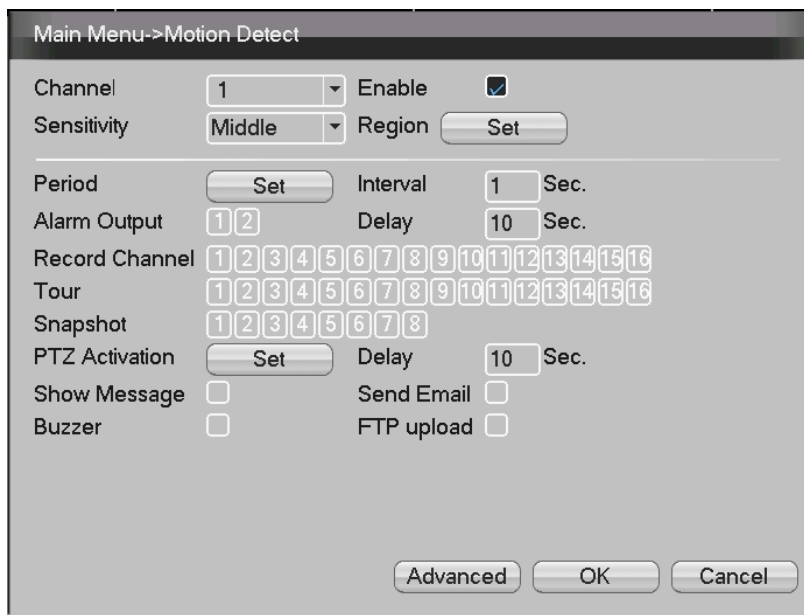 Main Menu->Motion Detect
Channel 1 Enable
Sensitivity Middle Region Set
Period Set Interval 1 Sec.
Alarm Output 1 2 Delay 10 Sec.
Record Channel 1 2 3 4 5 6 7 8 9 10 11 12 13 14 15 16
Tour 1 2 3 4 5 6 7 8 9 10 11 12 13 14 15 16
Snapshot 1 2 3 4 5 6 7 8
PTZ Activation Set Delay 10 Sec.
Show Message Send Email
Buzzer FTP upload
Advanced OK Cancel